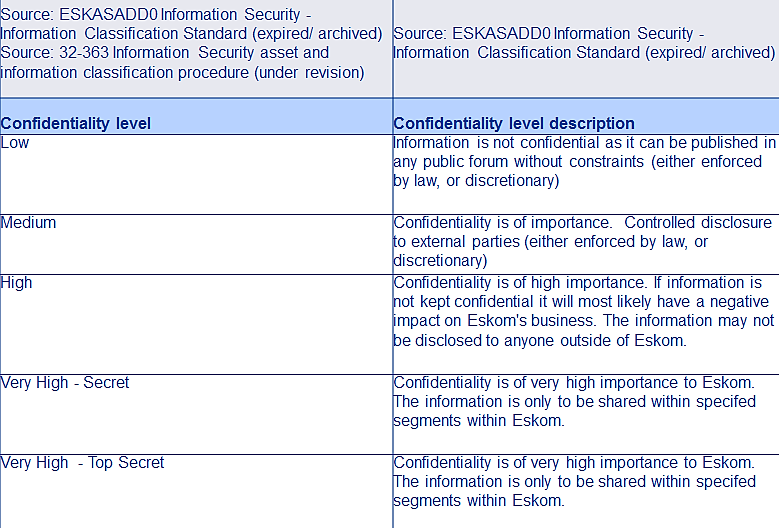 Source: ESKASADD0 Information Security -
Information Classification Standard (expired/ archived)
Source: 32-363 Information Security asset and
information classification procedure (under revision)
Source: ESKASADD0 Information Security -
Information Classification Standard (expired/ archived)
Confidentiality level
Confidentiality level description
Low
Information is not confidential as it can be published in
any public forum without constraints (either enforced
by law, or discretionary)
Medium
Confidentiality is of importance. Controlled disclosure
to external parties (either enforced by law, or
discretionary)
High
Confidentiality is of high importance. If information is
not kept confidential it will most likely have a negative
impact on Eskom's business. The information may not
be disclosed to anyone outside of Eskom.
Very High - Secret
Confidentiality is of very high importance to Eskom.
The information is only to be shared within specifed
segments within Eskom.
Very High - Top Secret
Confidentiality is of very high importance to Eskom.
The information is only to be shared within specifed
segments within Eskom.